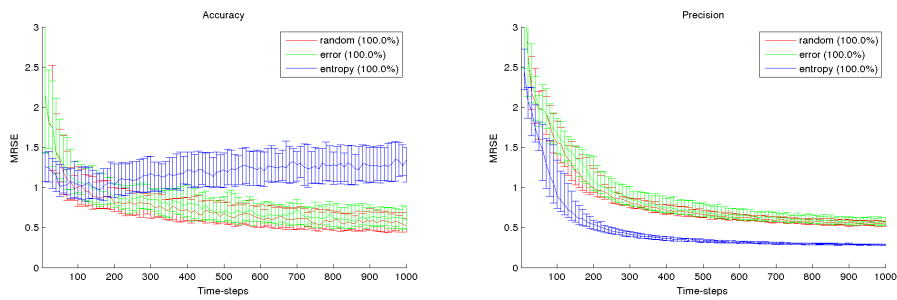 Accuracy
3
2.5
2
1.5
1
0.5
0
MRSE
random (100.0%)
error (100.0%)
entropy (100.0%)
100 200 300 400 500 600 700 800 900 1000
Time-steps
Precision
3
2.5
2
1.5
1
0.5
0
MRSE
random (100.0%)
error (100.0%)
entropy (100.0%)
100 200 300 400 500 600 700 800 900 1000
Time-steps